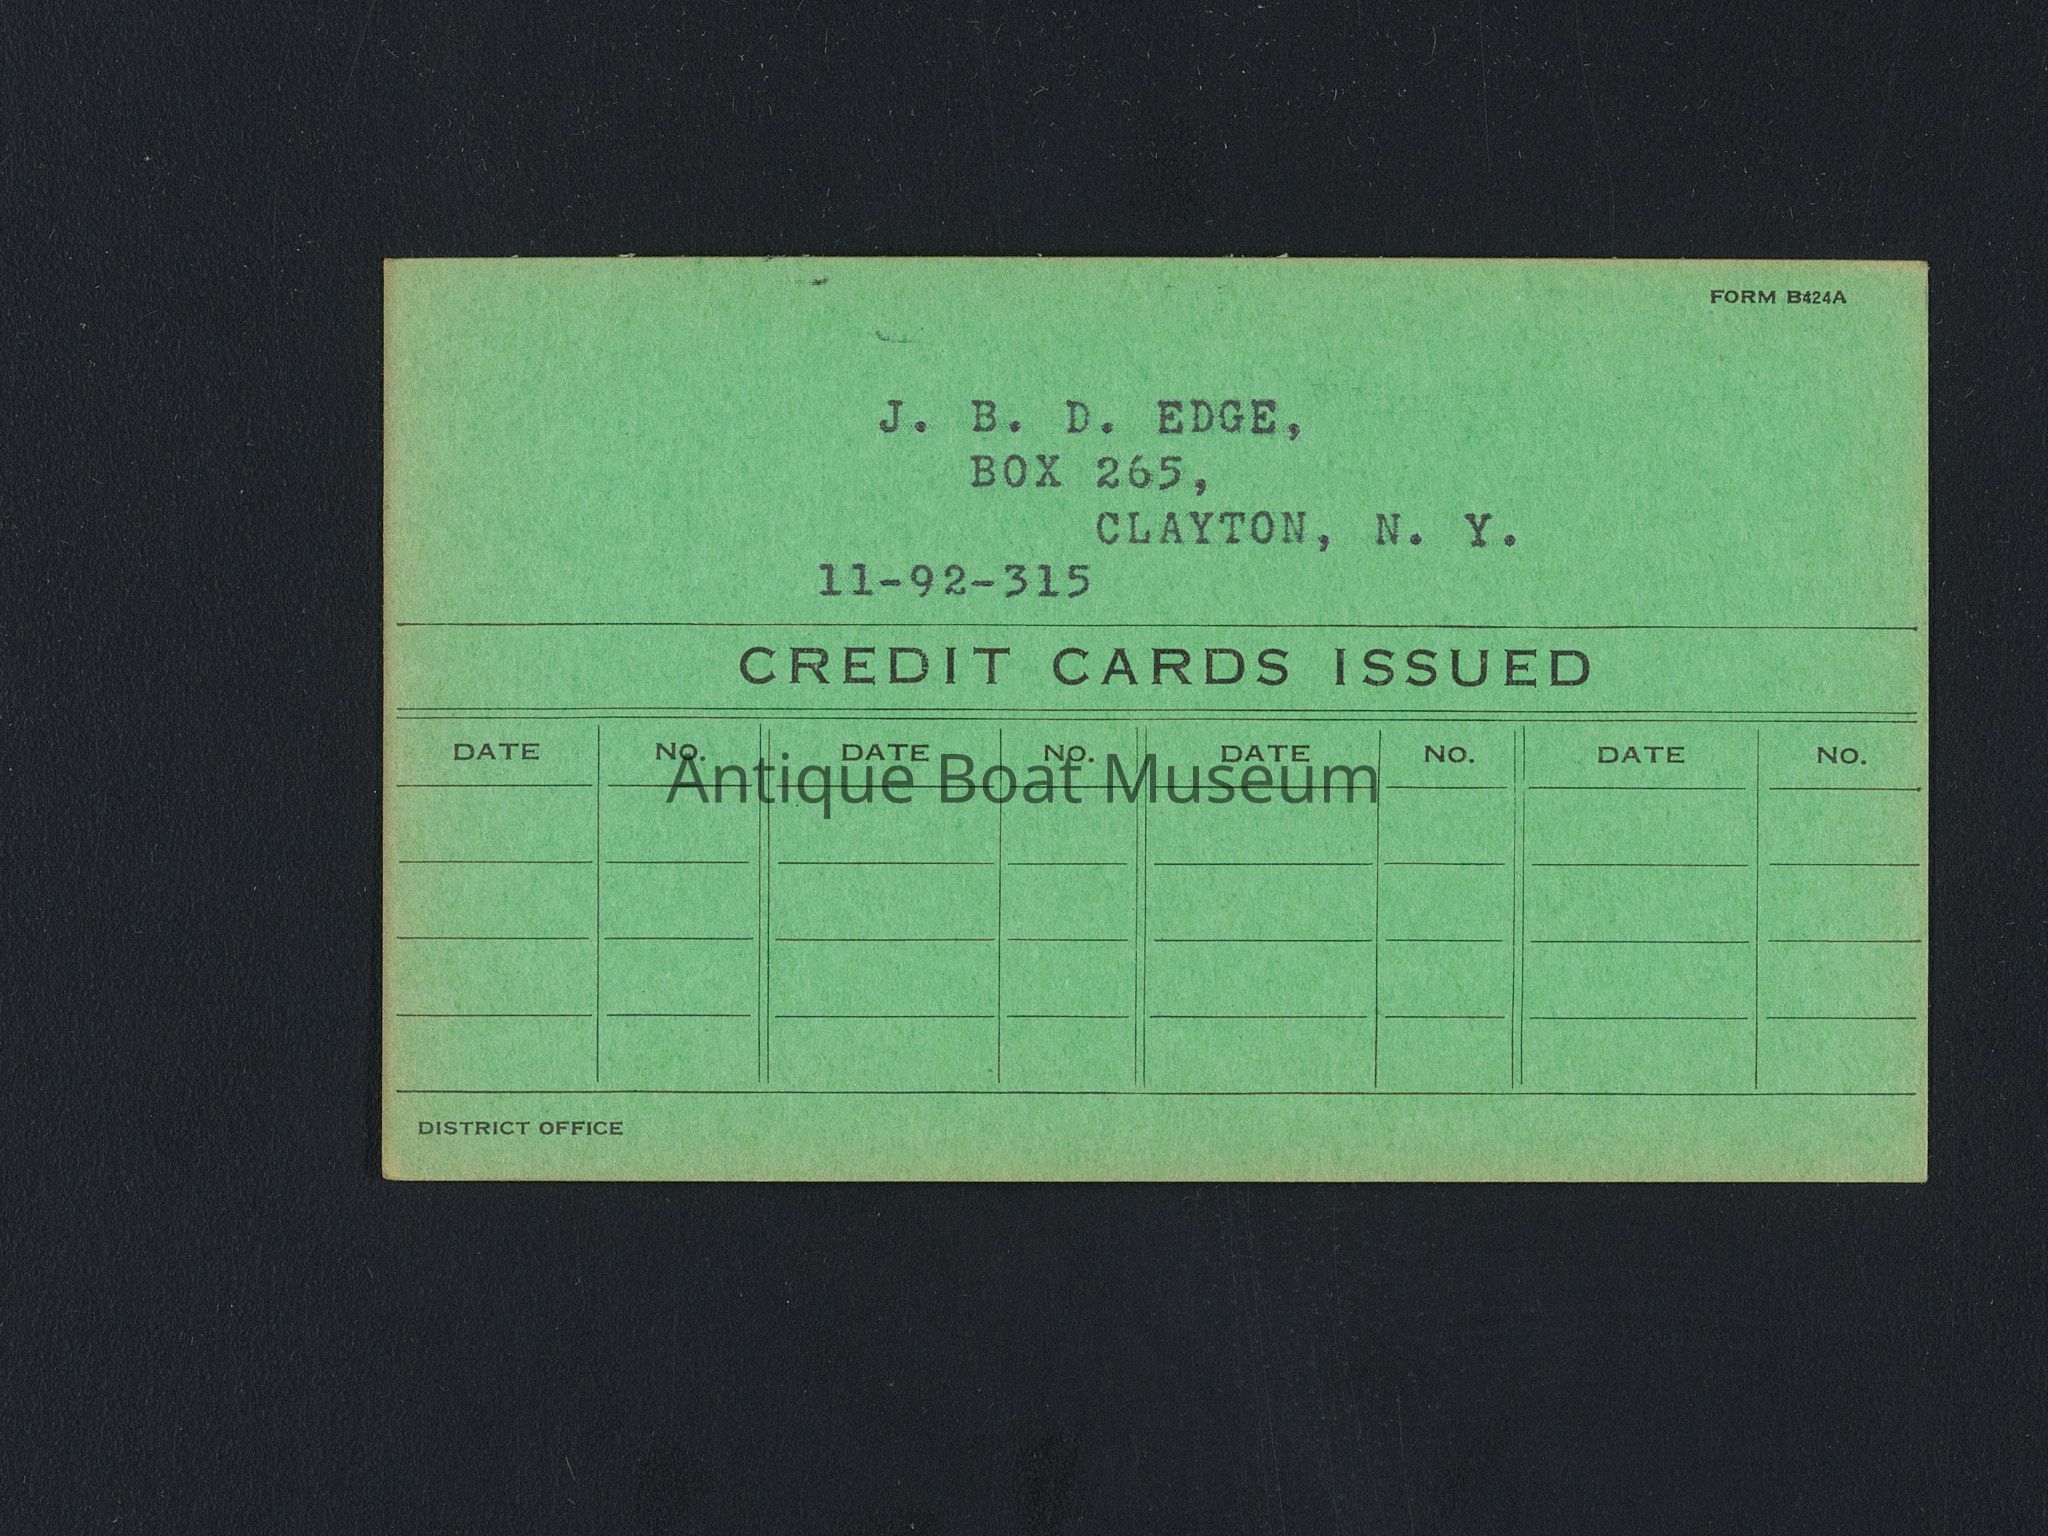 FORM B424A
J. B. D. EDGE,
BOX 265,
CLAYTON, N. Y.
11-92-315
CREDIT CARDS ISSUED
DATE NO. DATE NO. DATE NO. DATE NO.
Antique Boat Museum
DISTRICT OFFICE